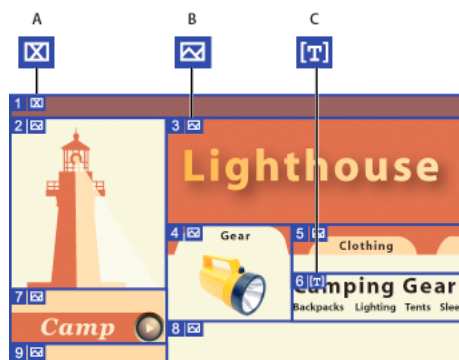 A B C
[T]
1
2 3
Lighthouse
4 Gear 5
Clothing
6 [T]
Camping Gear
Backpacks Lighting Tents
7
Camp
8
9